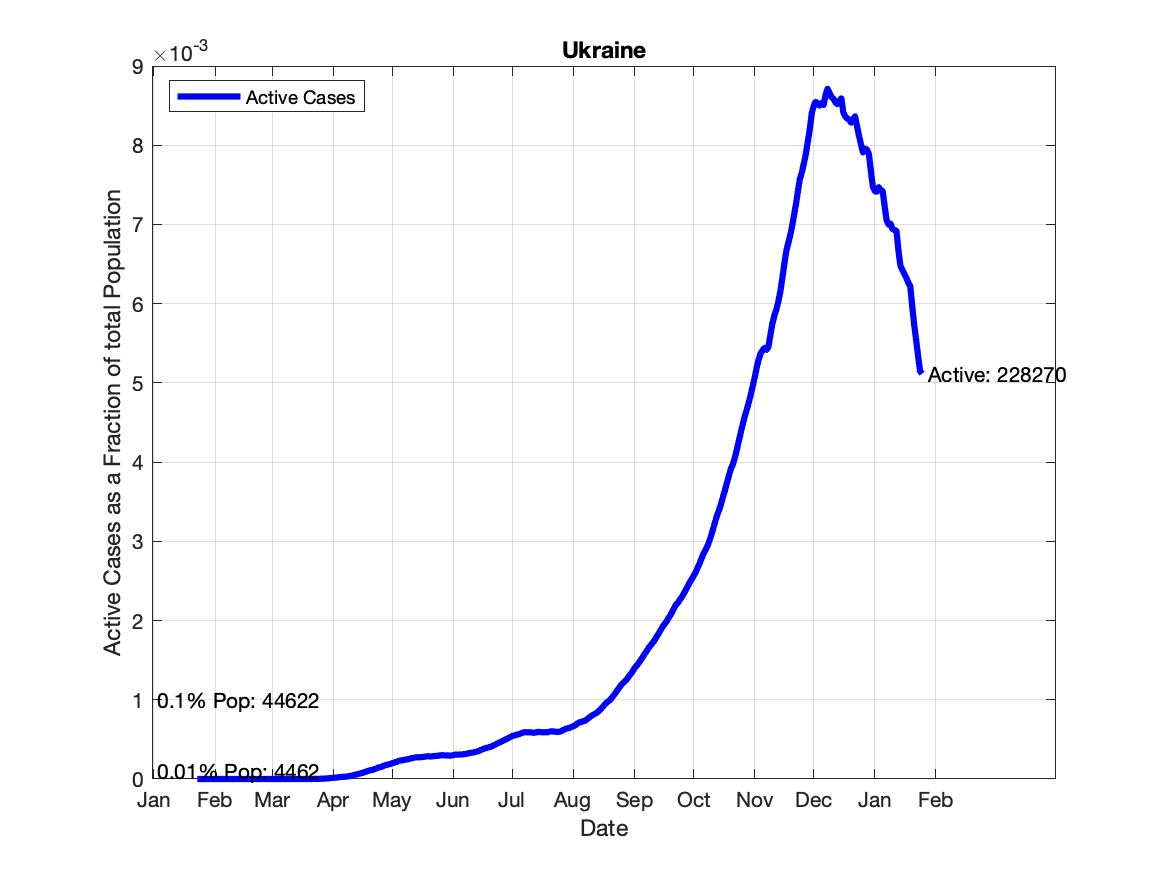 Ukraine
×10-3
9
8
7
6
5
4
3
2
1
0
Active Cases as a Fraction of total Population
Active Cases
Active: 228270
0.1% Pop: 44622
0.01% Pop: 4462
Jan Feb Mar Apr May Jun Jul Aug Sep Oct Nov Dec Jan Feb
Date